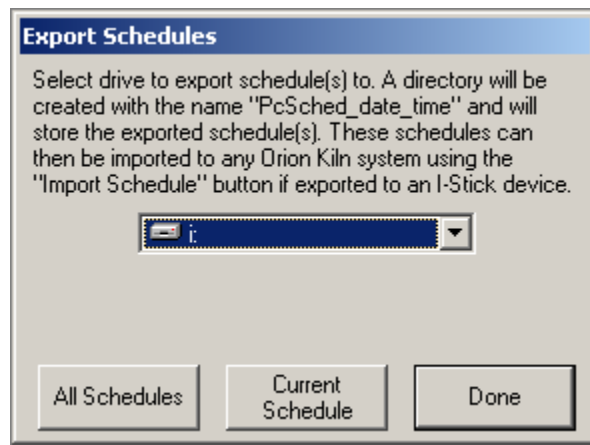 Export Schedules
Select drive to export schedule(s) to. A directory will be
created with the name "PcSched_date_time" and will
store the exported schedule(s). These schedules can
then be imported to any Orion Kiln system using the
"Import Schedule" button if exported to an I-Stick device.
i:
All Schedules
Current
Schedule
Done